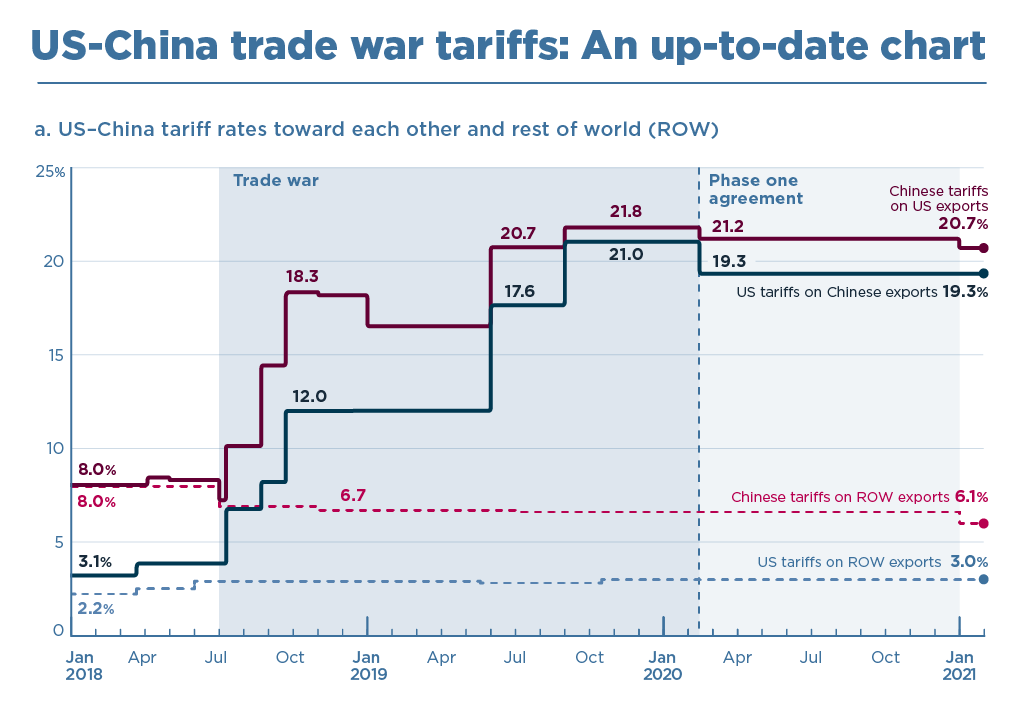 US-China trade war tariffs: An up-to-date chart
a. US–China tariff rates toward each other and rest of world (ROW)
25%
20
15
10
5
0
Trade war
Phase one
agreement
Chinese tariffs
on US exports
20.7%
21.8
21.2
20.7
21.0
19.3
18.3
17.6
US tariffs on Chinese exports 19.3%
12.0
8.0%
8.0%
6.7
Chinese tariffs on ROW exports 6.1%
3.1%
US tariffs on ROW exports 3.0%
2.2%
Jan Apr Jul Oct Jan Apr Jul Oct Jan Apr Jul Oct Jan
2018 2019 2020 2021